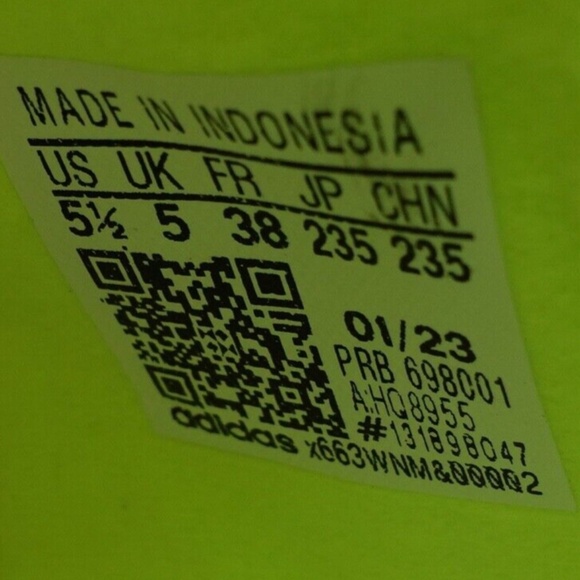 MADE IN INDONESIA
US UK FR JP CHN
5½ 5 38 235 235
01/23
PRB 698001
A:HQ8955
#131898047
adidas x663WNM&00002